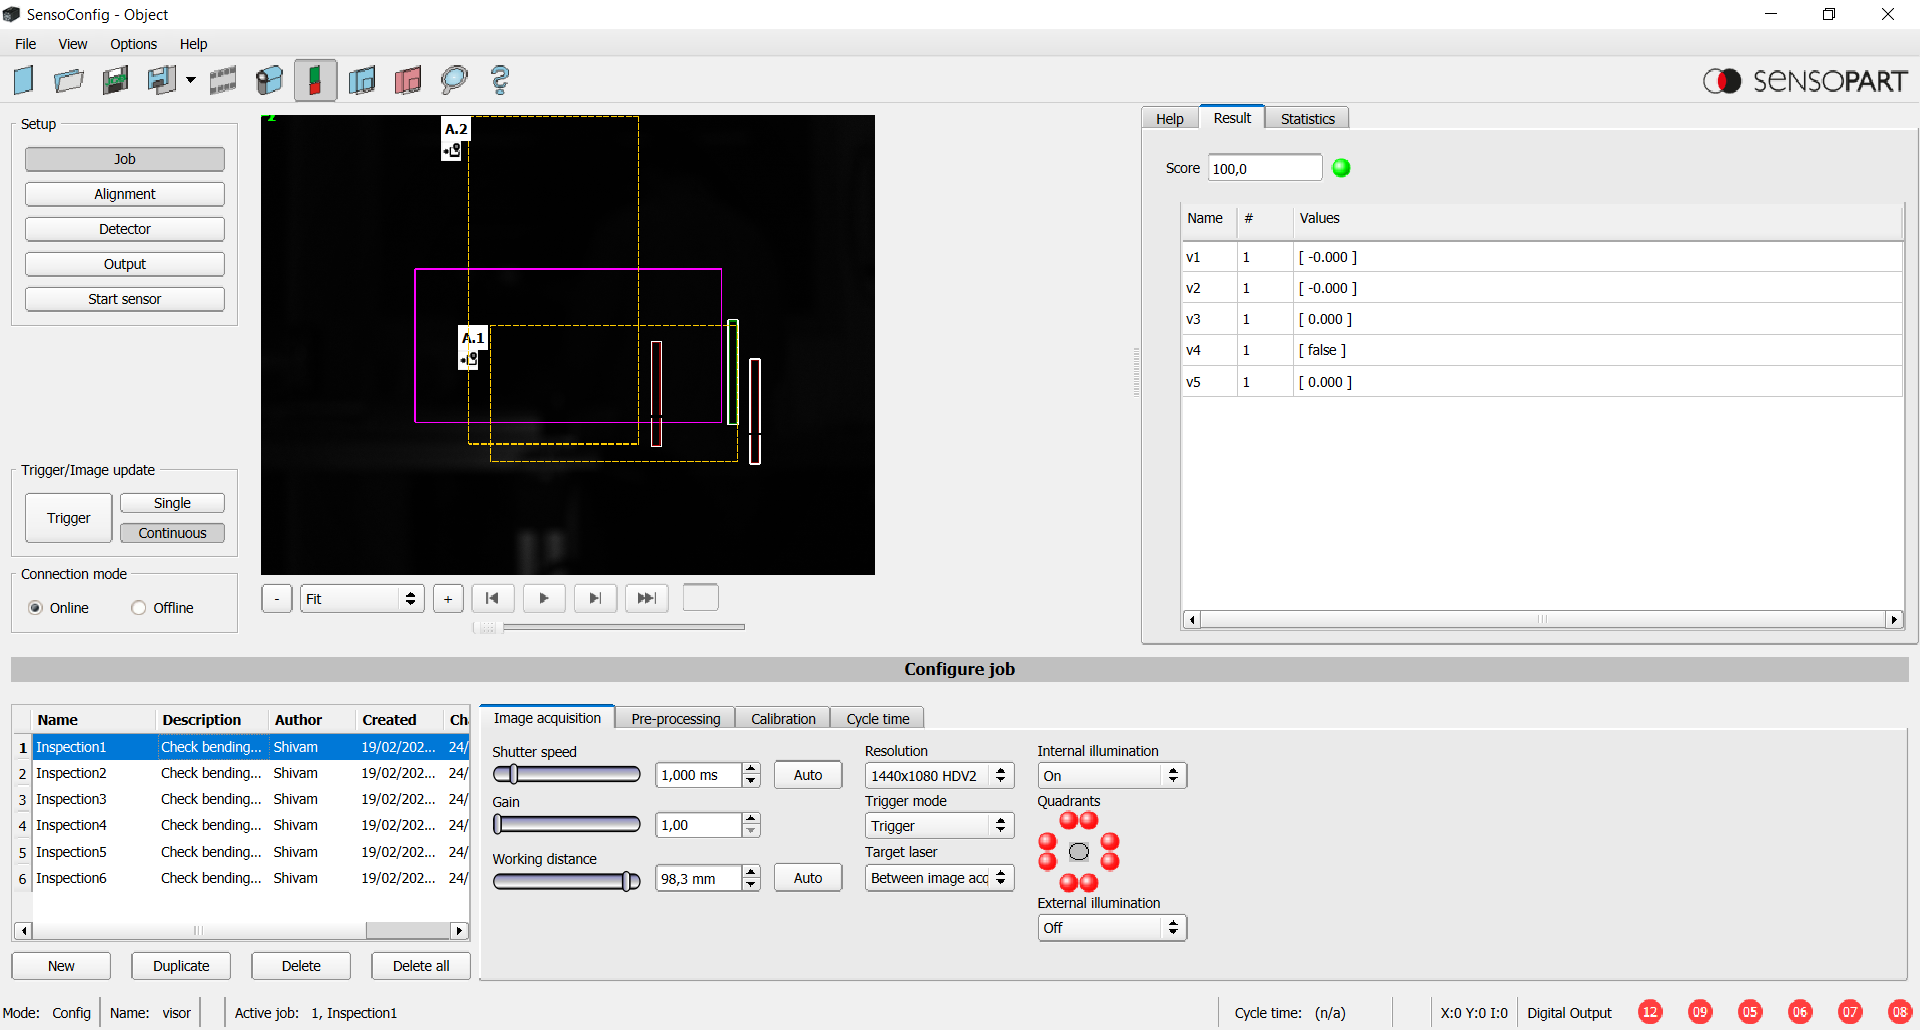 SensoConfig - Object
File View Options Help
SENSOPART
Setup
Job
Alignment
Detector
Output
Start sensor
A.2
A.1
Help Result Statistics
Score 100,0
Name # Values
v1 1 [ -0.000 ]
v2 1 [ -0.000 ]
v3 1 [ 0.000 ]
v4 1 [ false ]
v5 1 [ 0.000 ]
Trigger/Image update
Trigger Single
Continuous
Connection mode
Online Offline
- Fit +
Configure job
Name Description Author Created Ch
1 Inspection1 Check bending... Shivam 19/02/202... 24/
2 Inspection2 Check bending... Shivam 19/02/202... 24/
3 Inspection3 Check bending... Shivam 19/02/202... 24/
4 Inspection4 Check bending... Shivam 19/02/202... 24/
5 Inspection5 Check bending... Shivam 19/02/202... 24/
6 Inspection6 Check bending... Shivam 19/02/202... 24/
New Duplicate Delete Delete all
Image acquisition Pre-processing Calibration Cycle time
Shutter speed
1,000 ms Auto
Gain
1,00
Working distance
98,3 mm Auto
Resolution
1440x1080 HDV2
Trigger mode
Trigger
Target laser
Between image acq
Internal illumination
On
Quadrants
External illumination
Off
Mode: Config Name: visor Active job: 1, Inspection1 Cycle time: (n/a) X:0 Y:0 I:0 Digital Output 12 09 05 06 07 08